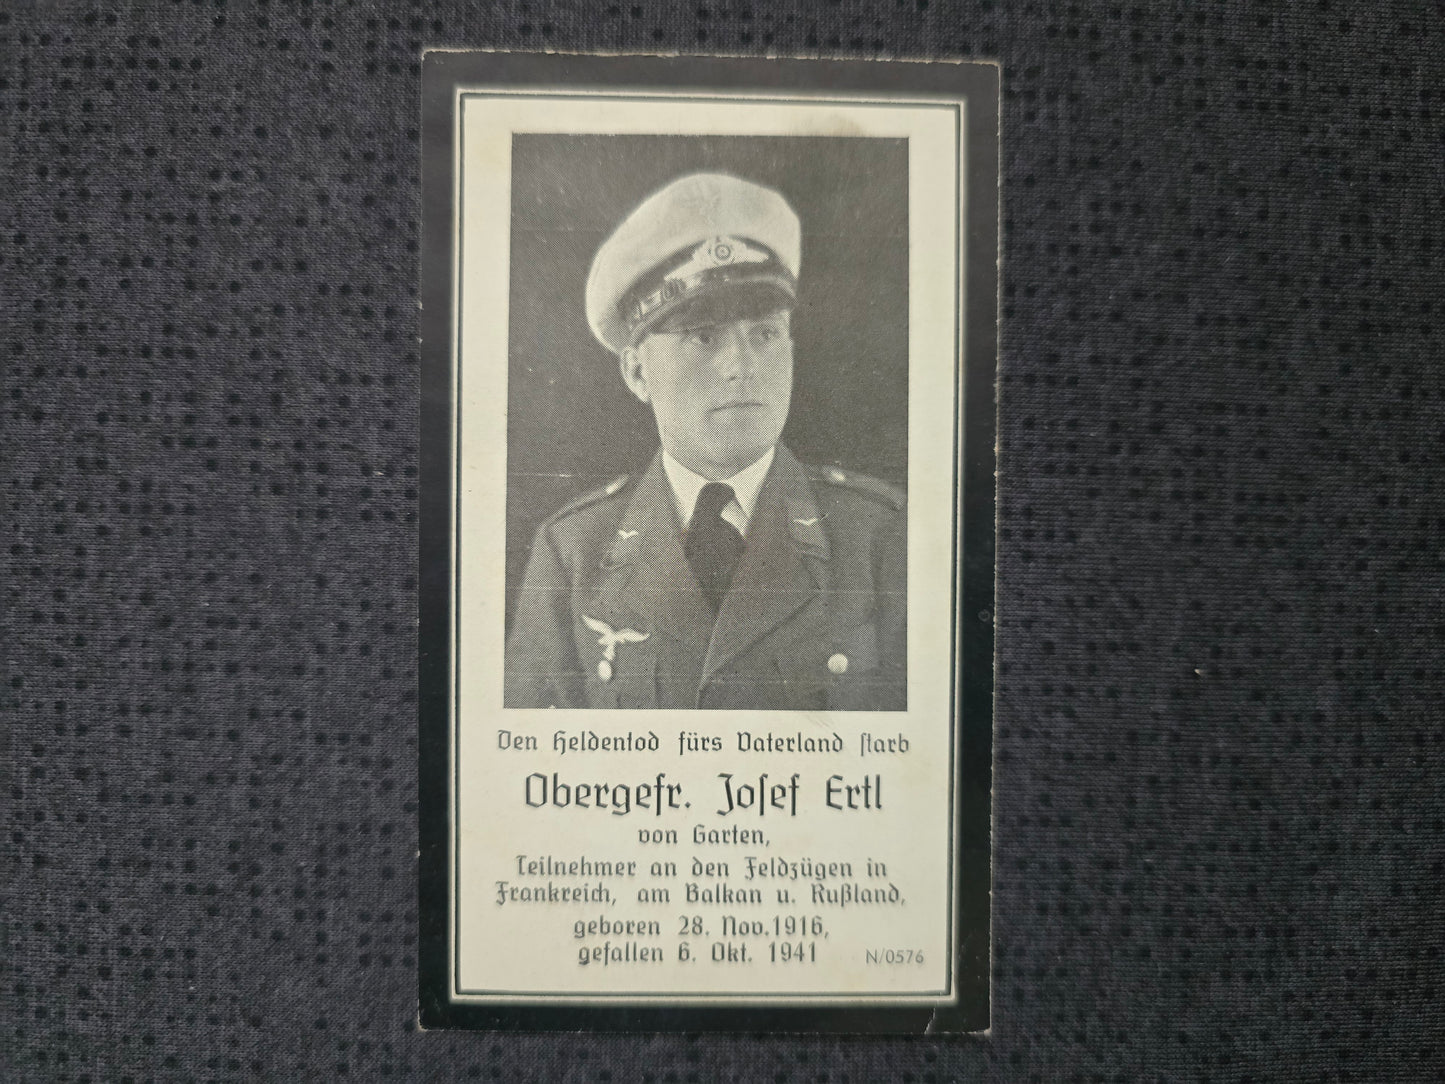 Den Heldentod fürs Vaterland starb
Obergefr. Josef Ertl
von Garten,
Teilnehmer an den Feldzügen in
Frankreich, am Balkan u. Rußland,
geboren 28. Nov. 1916,
gefallen 6. Okt. 1941
N/0576